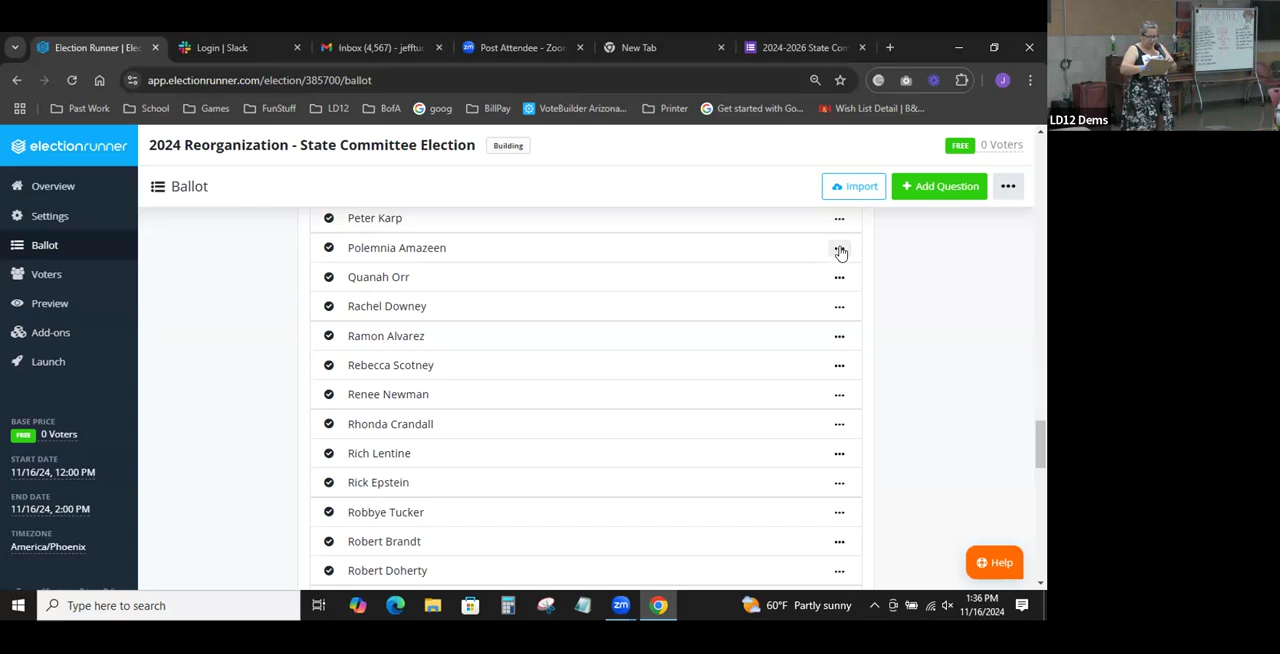 Election Runner | Elec
Login | Slack
Inbox (4,567) - jefftuc
Post Attendee - Zoo
New Tab
2024-2026 State Com
app.electionrunner.com/election/385700/ballot
J
Past Work
School
Games
FunStuff
LD12
BofA
goog
BillPay
VoteBuilder Arizona...
Printer
Get started with Go...
Wish List Detail | B&...
LD12 Dems
electionrunner
2024 Reorganization - State Committee Election
Building
FREE 0 Voters
Ballot
Import
+ Add Question
Overview
Settings
Ballot
Voters
Preview
Add-ons
Launch
BASE PRICE
FREE 0 Voters
START DATE
11/16/24, 12:00 PM
END DATE
11/16/24, 2:00 PM
TIMEZONE
America/Phoenix
Peter Karp
Polemnia Amazeen
Quanah Orr
Rachel Downey
Ramon Alvarez
Rebecca Scotney
Renee Newman
Rhonda Crandall
Rich Lentine
Rick Epstein
Robbye Tucker
Robert Brandt
Robert Doherty
Help
Type here to search
zm
60°F Partly sunny
1:36 PM
11/16/2024